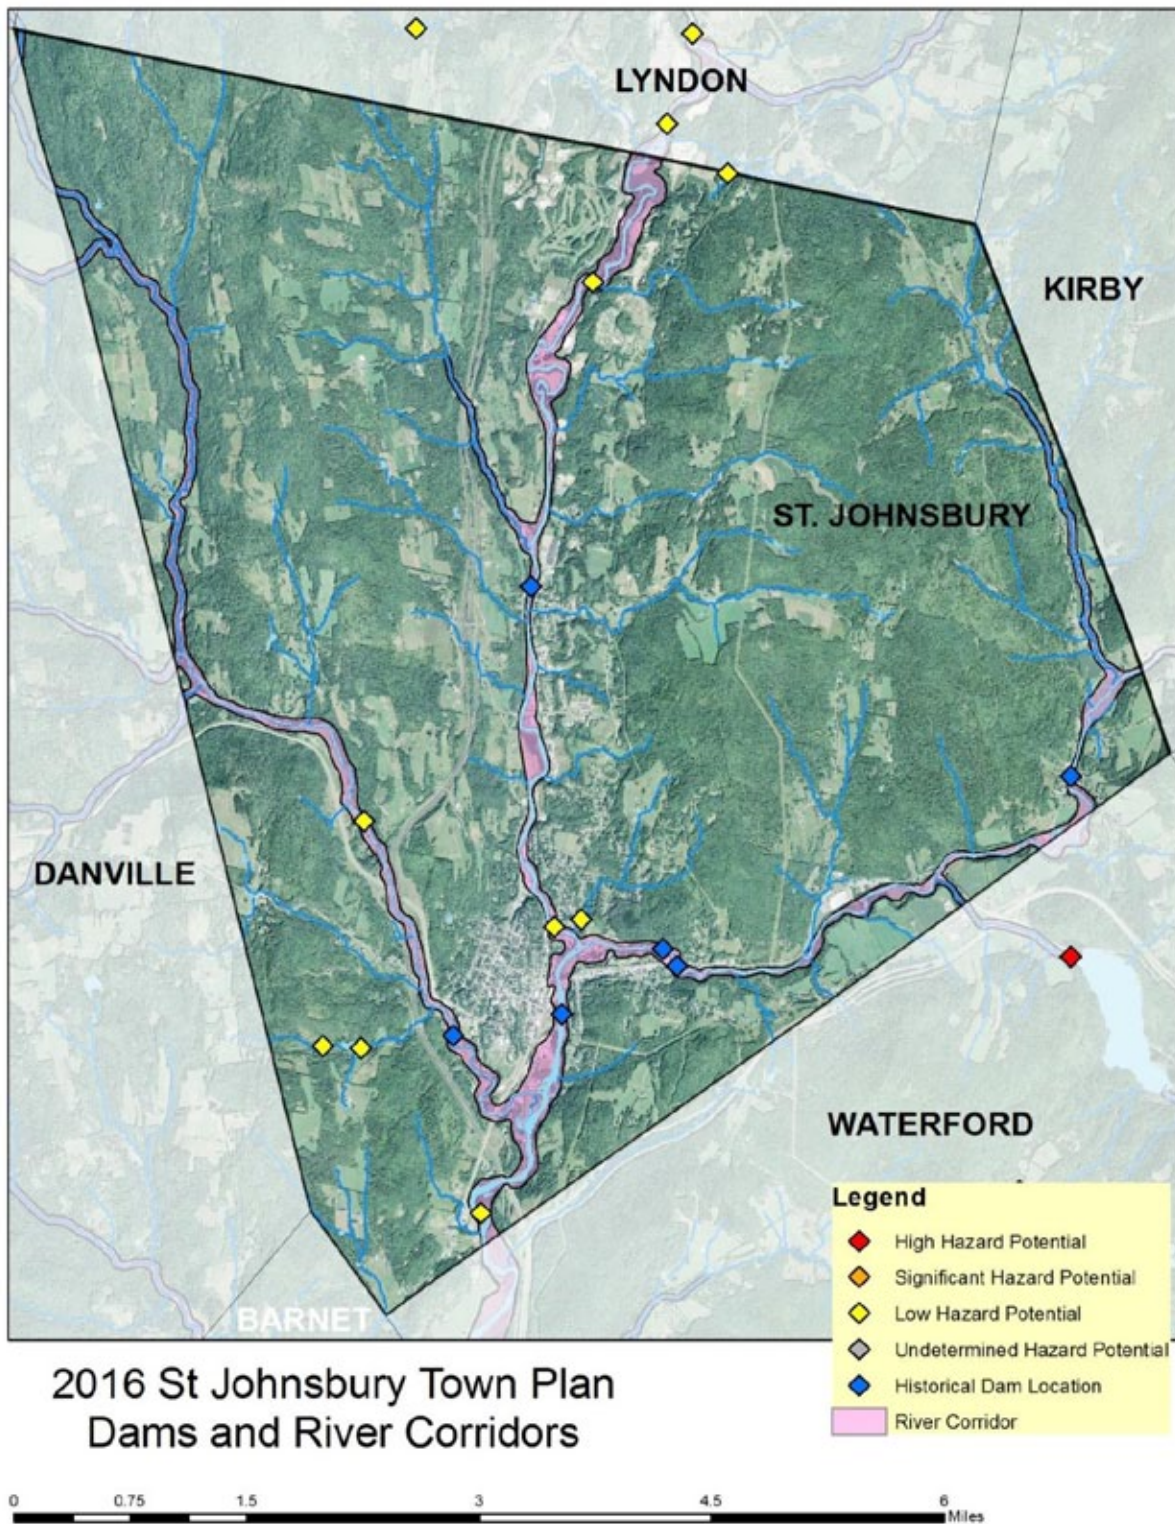 LYNDON
KIRBY
ST. JOHNSBURY
DANVILLE
WATERFORD
BARNET
Legend
High Hazard Potential
Significant Hazard Potential
Low Hazard Potential
Undetermined Hazard Potential
Historical Dam Location
River Corridor
2016 St Johnsbury Town Plan
Dams and River Corridors
0 0.75 1.5 3 4.5 6
Miles